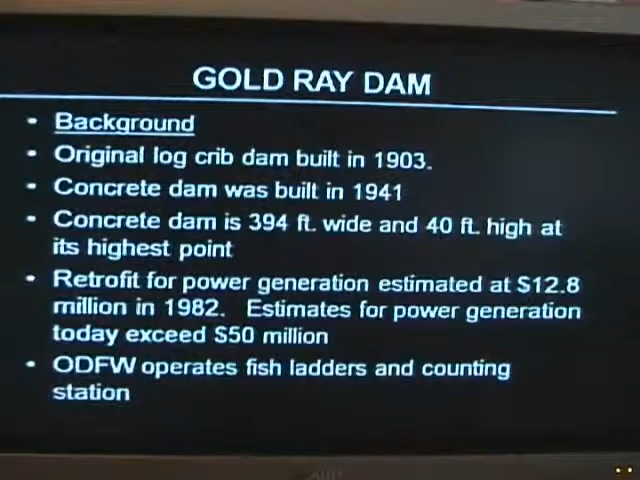 GOLD RAY DAM
• Background
• Original log crib dam built in 1903.
• Concrete dam was built in 1941
• Concrete dam is 394 ft. wide and 40 ft. high at
its highest point
• Retrofit for power generation estimated at $12.8
million in 1982. Estimates for power generation
today exceed $50 million
• ODFW operates fish ladders and counting
station